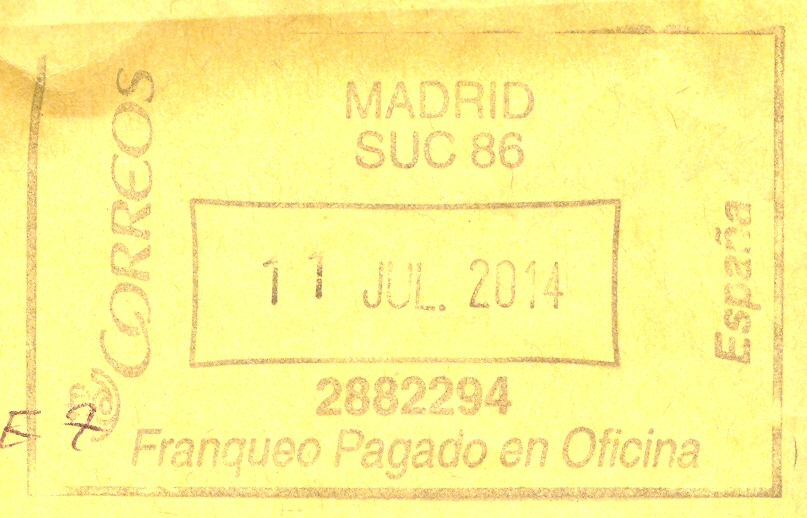 CORREOS
MADRID
SUC 86
11 JUL. 2014
España
2882294
Franqueo Pagado en Oficina